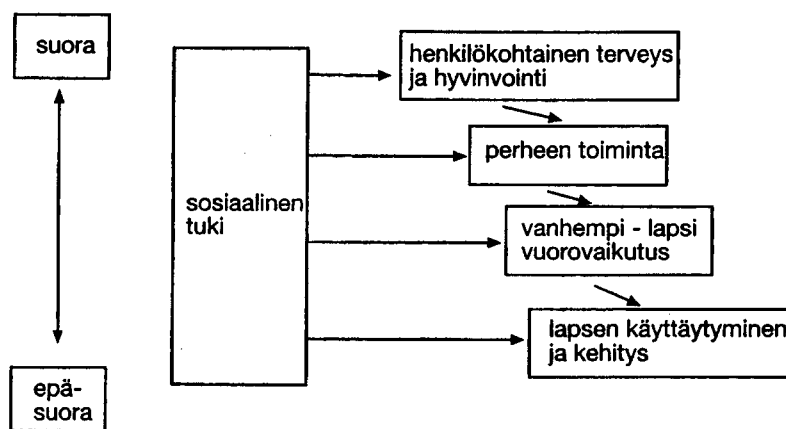 suora
henkilökohtainen terveys
ja hyvinvointi
perheen toiminta
sosiaalinen
tuki
vanhempi - lapsi
vuorovaikutus
lapsen käyttäytyminen
ja kehitys
epä-
suora